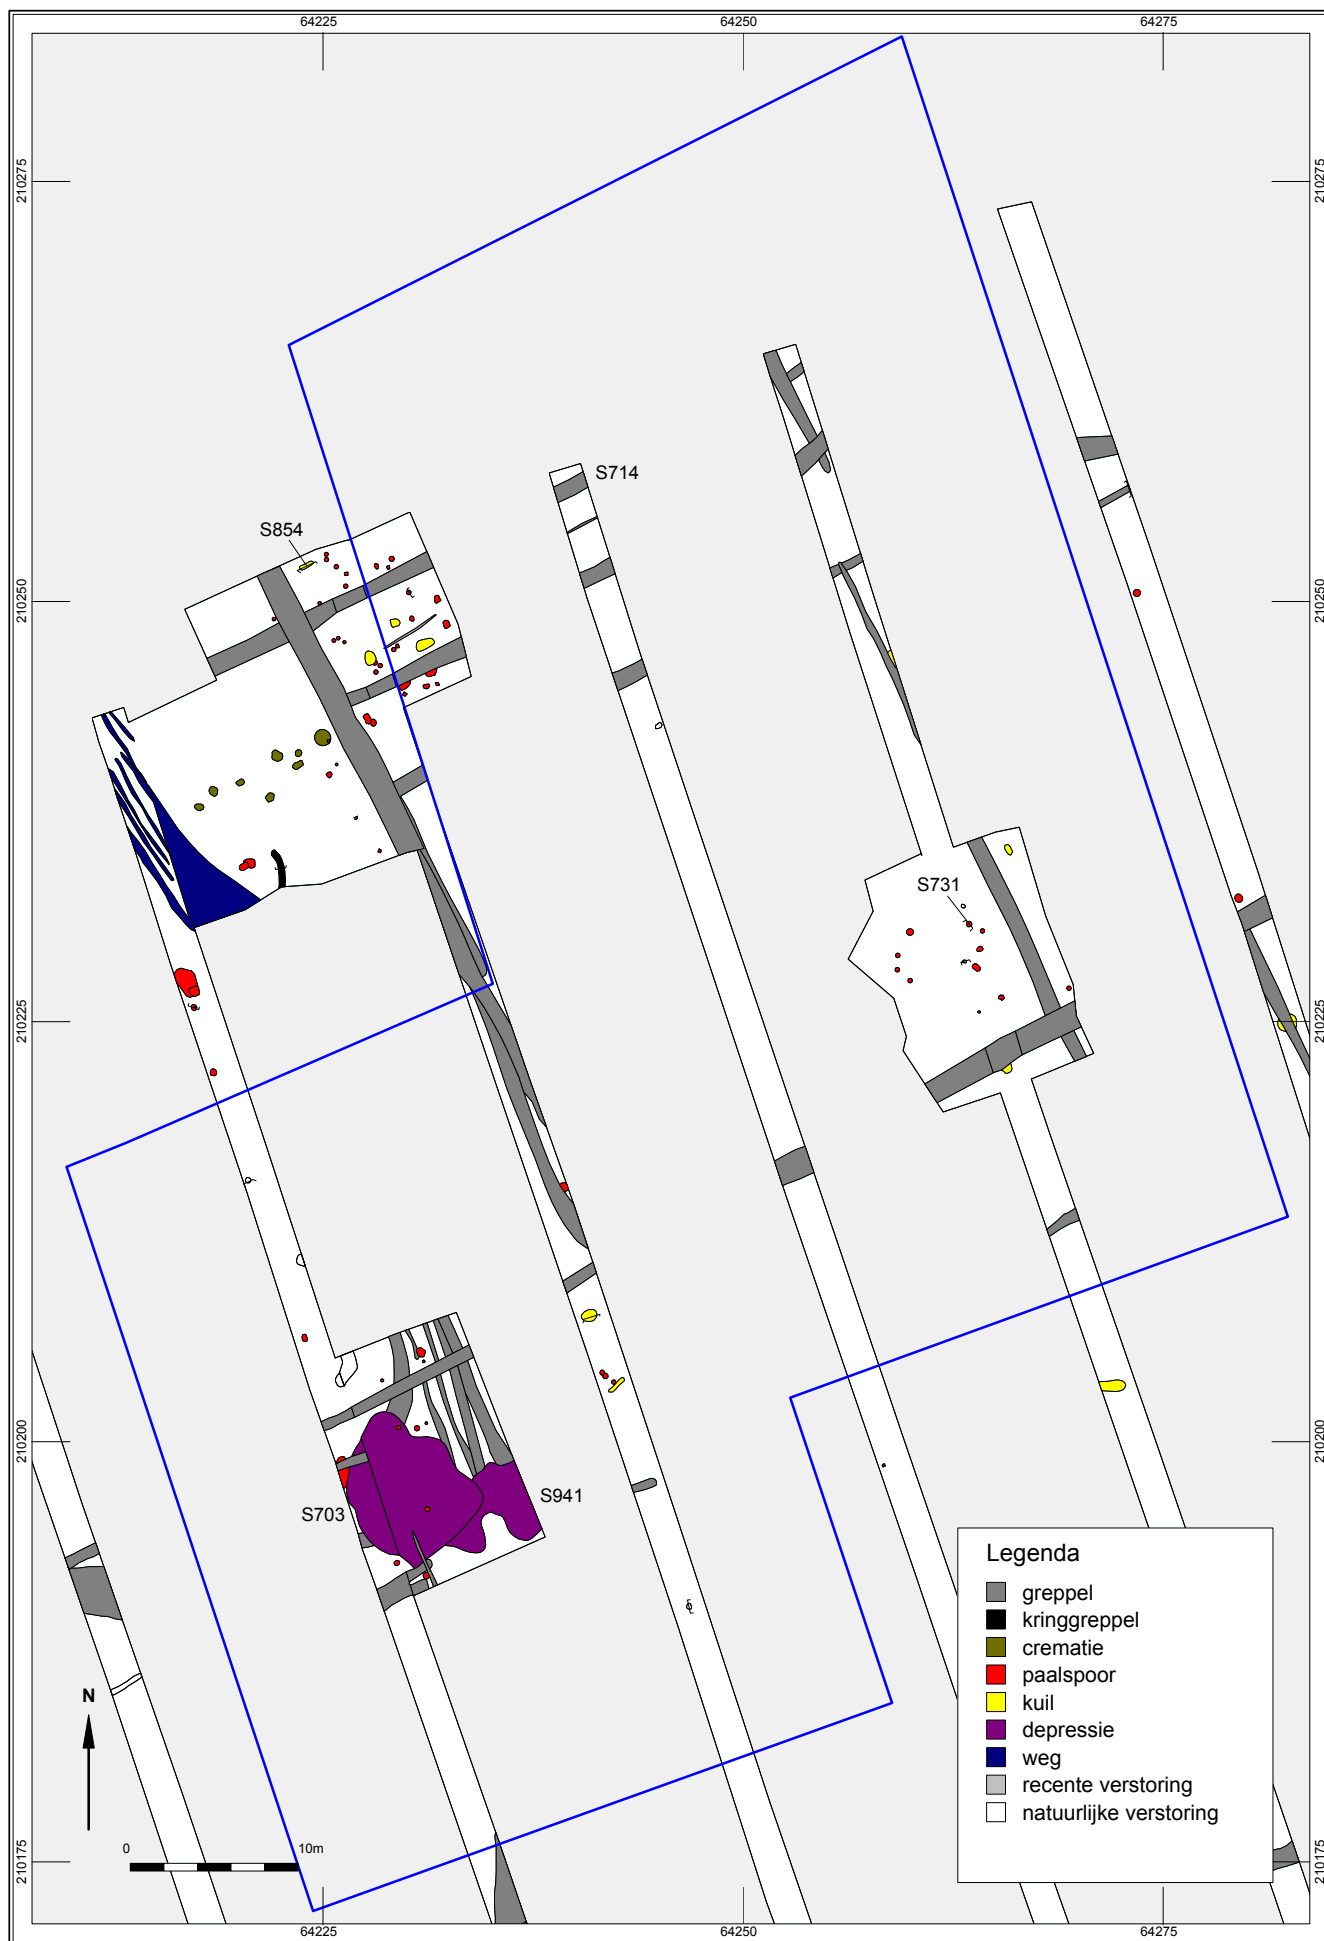 64225
64250
64275
210275
210275
S714
S854
210250
210250
S731
210225
210225
210200
210200
S941
S703
Legenda
greppel
kringgreppel
crematie
paalspoor
kuil
depressie
weg
recente verstoring
natuurlijke verstoring
N
0 10m
210175
210175
64225
64250
64275